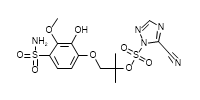 O OH N N
NH2 N
O S O O S O
O O N